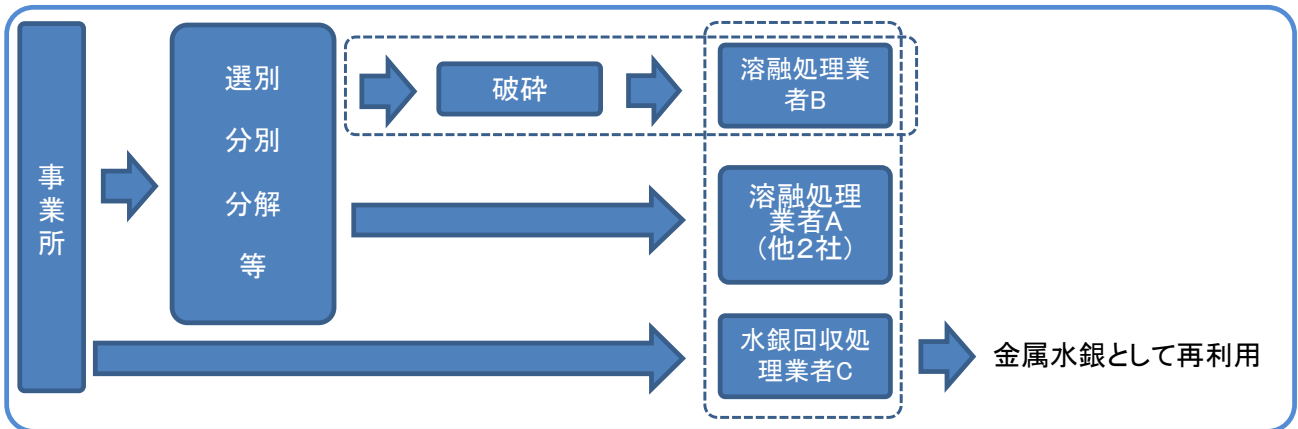 事業所
選別
分別
分解
等
破砕
溶融処理業
者B
溶融処理
業者A
（他２社）
水銀回収処
理業者C
金属水銀として再利用